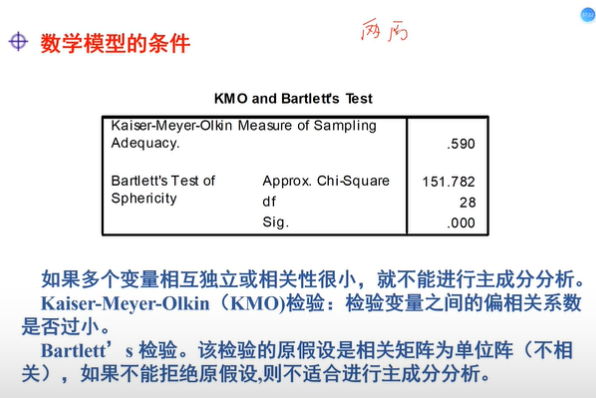 数学模型的条件
两
KMO and Bartlett's Test
Kaiser-Meyer-Olkin Measure of Sampling
Adequacy. .590
Bartlett's Test of Approx. Chi-Square 151.782
Sphericity df 28
Sig. .000
如果多个变量相互独立或相关性很小，就不能进行主成分分析。
Kaiser-Meyer-Olkin（KMO)检验：检验变量之间的偏相关系数
是否过小。
Bartlett’s检验。该检验的原假设是相关矩阵为单位阵（不相
关），如果不能拒绝原假设,则不适合进行主成分分析。